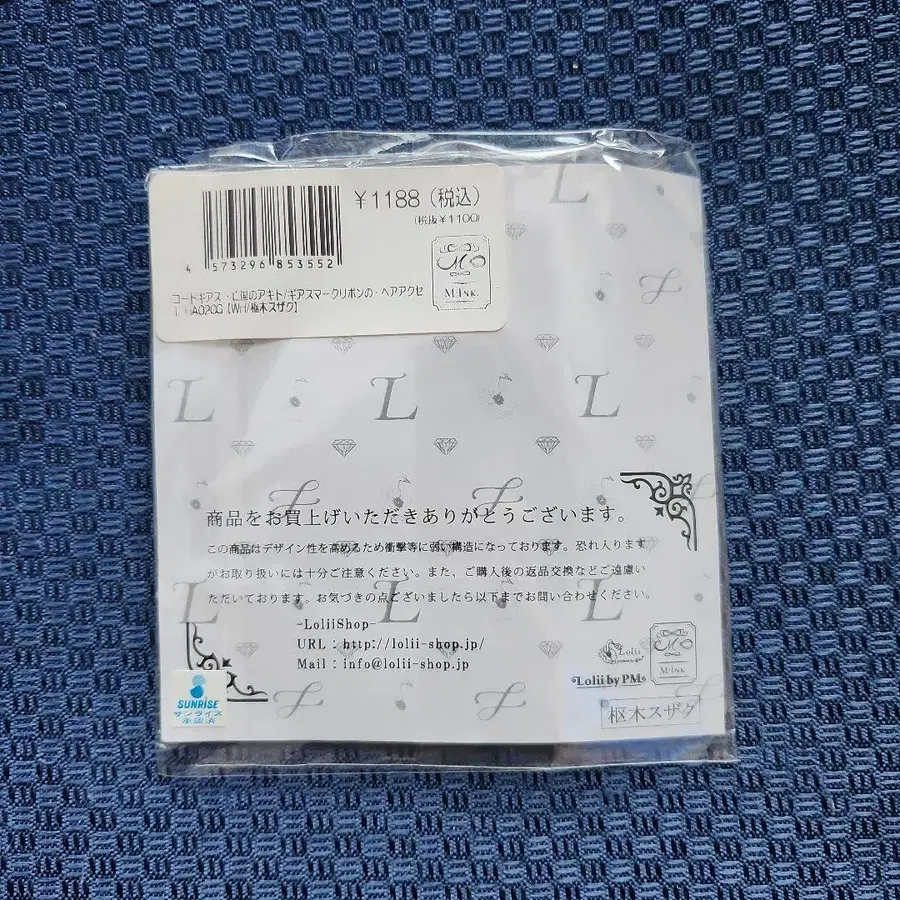 ¥1188 (税込)
(税抜¥1100)
4 573296 853552
M-INK.
コードギアス 亡国のアキト/ギアスマークリボンの・ヘアアクセ
A020G【WH/枢木スザク】
商品をお買上げいただきありがとうございます。
この商品はデザイン性を高めるため衝撃等に弱い構造になっております。恐れ入ります
がお取り扱いには十分ご注意ください。また、ご購入後の返品交換などご遠慮い
ただいております。お気づきの点ございましたら以下までお問い合わせください。
-LoliiShop-
URL : http://lolii-shop.jp/
Mail : info@lolii-shop.jp
Lolii
Lolii by PM
M-INK
SUNRISE
サンライズ
承認済
枢木スザク